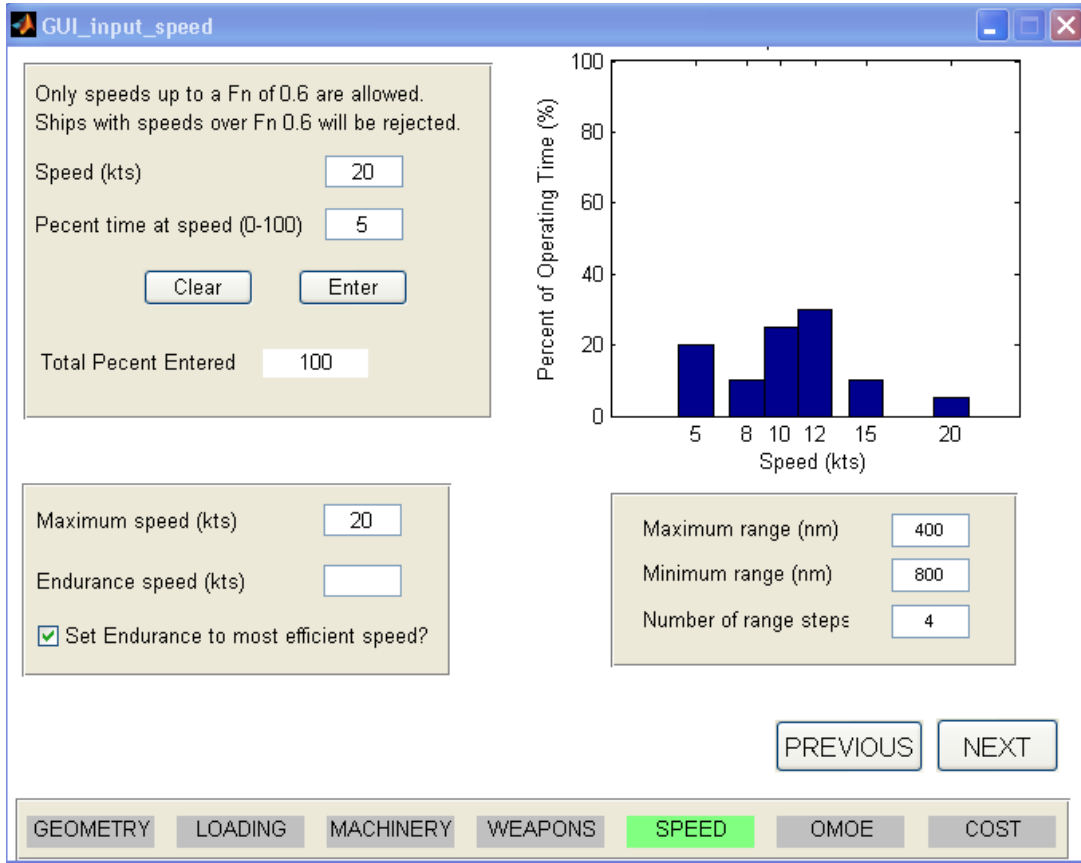 GUI_input_speed
Only speeds up to a Fn of 0.6 are allowed.
Ships with speeds over Fn 0.6 will be rejected.
Speed (kts) 20
Pecent time at speed (0-100) 5
Clear Enter
Total Pecent Entered 100
Percent of Operating Time (%)
100
80
60
40
20
0
5 8 10 12 15 20
Speed (kts)
Maximum speed (kts) 20
Endurance speed (kts)
Set Endurance to most efficient speed?
Maximum range (nm) 400
Minimum range (nm) 800
Number of range steps 4
PREVIOUS NEXT
GEOMETRY LOADING MACHINERY WEAPONS SPEED OMOE COST